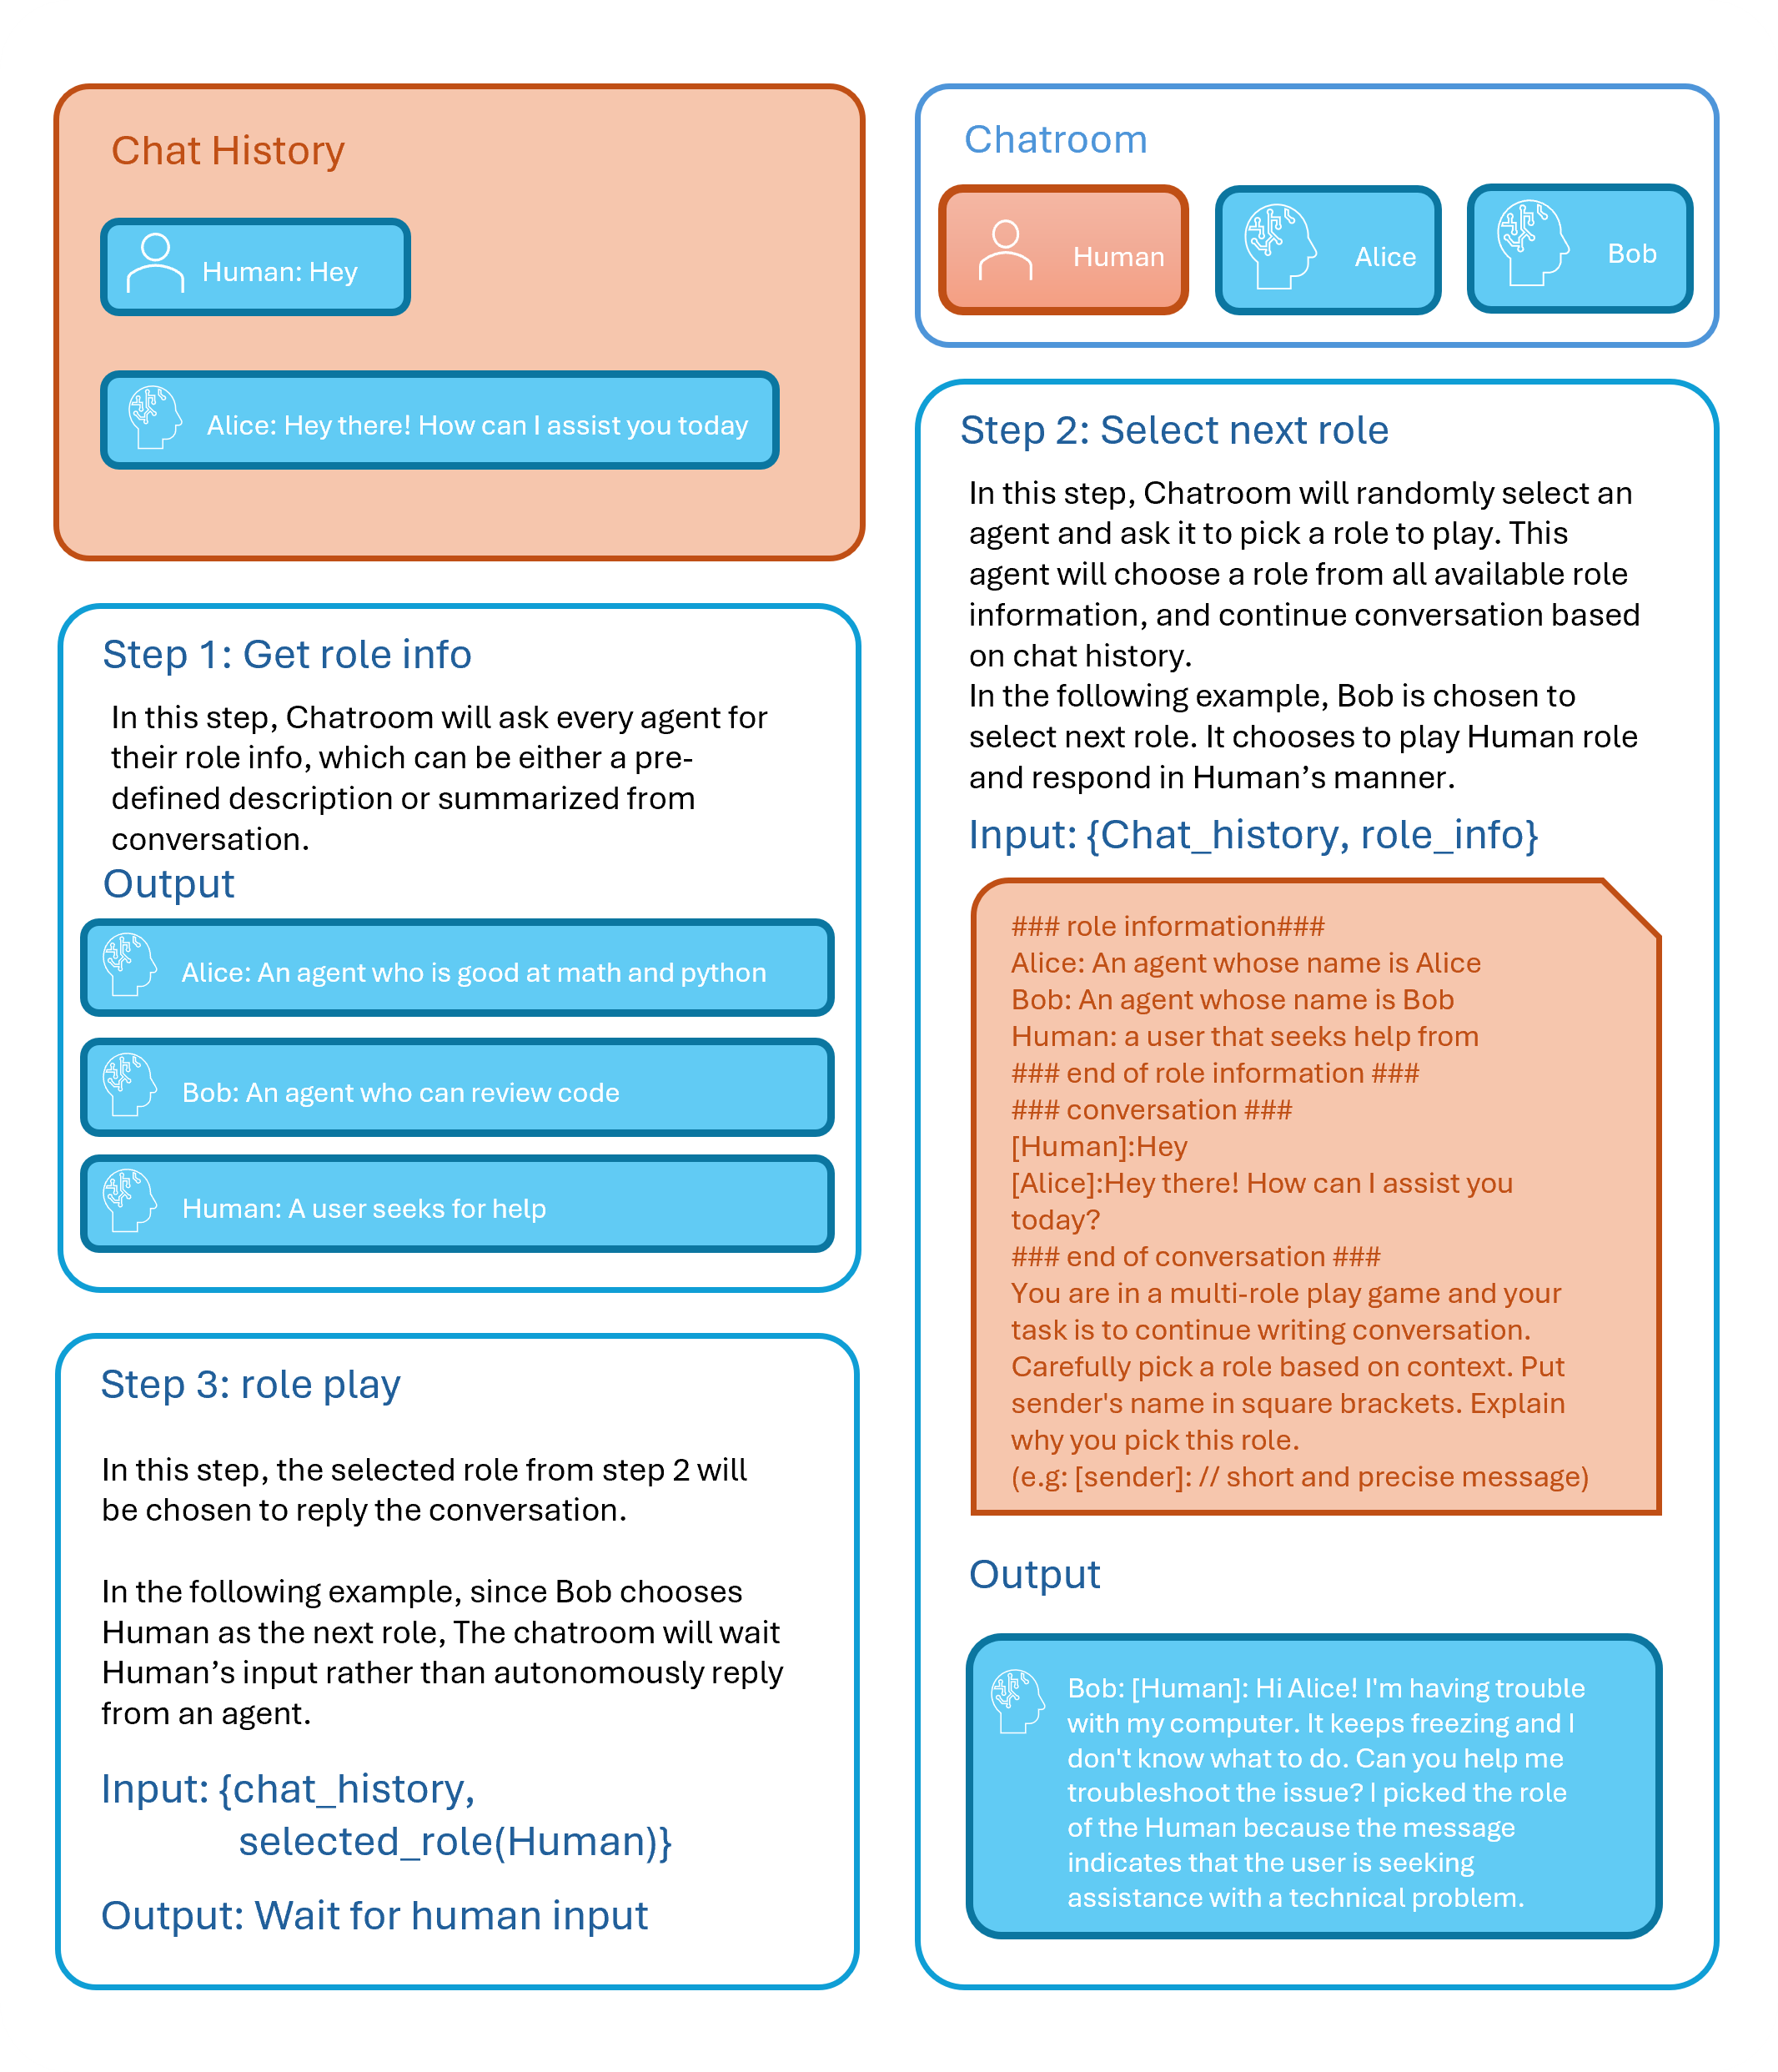 Chat History
Human: Hey
Alice: Hey there! How can I assist you today
Chatroom
Human
Alice
Bob
Step 1: Get role info
In this step, Chatroom will ask every agent for
their role info, which can be either a pre-
defined description or summarized from
conversation.
Output
Alice: An agent who is good at math and python
Bob: An agent who can review code
Human: A user seeks for help
Step 2: Select next role
In this step, Chatroom will randomly select an
agent and ask it to pick a role to play. This
agent will choose a role from all available role
information, and continue conversation based
on chat history.
In the following example, Bob is chosen to
select next role. It chooses to play Human role
and respond in Human’s manner.
Input: {Chat_history, role_info}
### role information###
Alice: An agent whose name is Alice
Bob: An agent whose name is Bob
Human: a user that seeks help from
### end of role information ###
### conversation ###
[Human]:Hey
[Alice]:Hey there! How can I assist you
today?
### end of conversation ###
You are in a multi-role play game and your
task is to continue writing conversation.
Carefully pick a role based on context. Put
sender's name in square brackets. Explain
why you pick this role.
(e.g: [sender]: // short and precise message)
Output
Bob: [Human]: Hi Alice! I'm having trouble
with my computer. It keeps freezing and I
don't know what to do. Can you help me
troubleshoot the issue? I picked the role
of the Human because the message
indicates that the user is seeking
assistance with a technical problem.
Step 3: role play
In this step, the selected role from step 2 will
be chosen to reply the conversation.
In the following example, since Bob chooses
Human as the next role, The chatroom will wait
Human’s input rather than autonomously reply
from an agent.
Input: {chat_history,
selected_role(Human)}
Output: Wait for human input